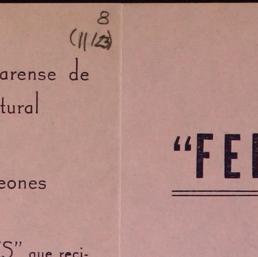 8
(11/23)
arense de
tural
eones
S" que reci-
"FE